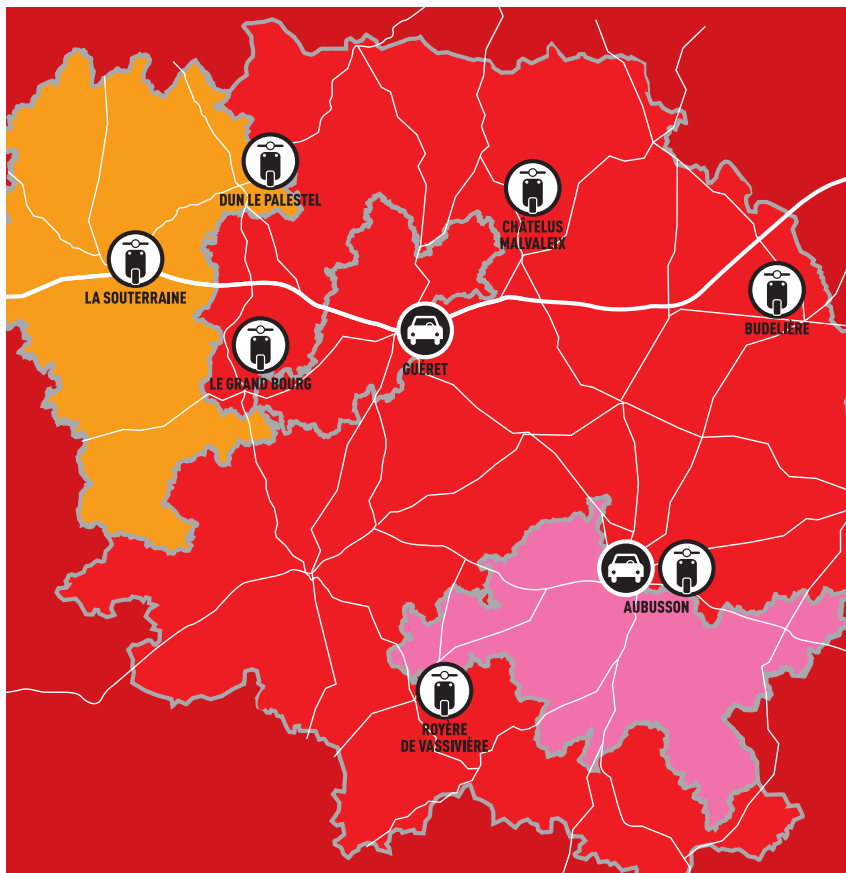 DUN LE PALESTEL
CHÂTELUS
MALVALEIX
LA SOUTERRAINE
BUDELIÈRE
LE GRAND BOURG
GUÉRET
AUBUSSON
ROYÈRE
DE VASSIVIÈRE